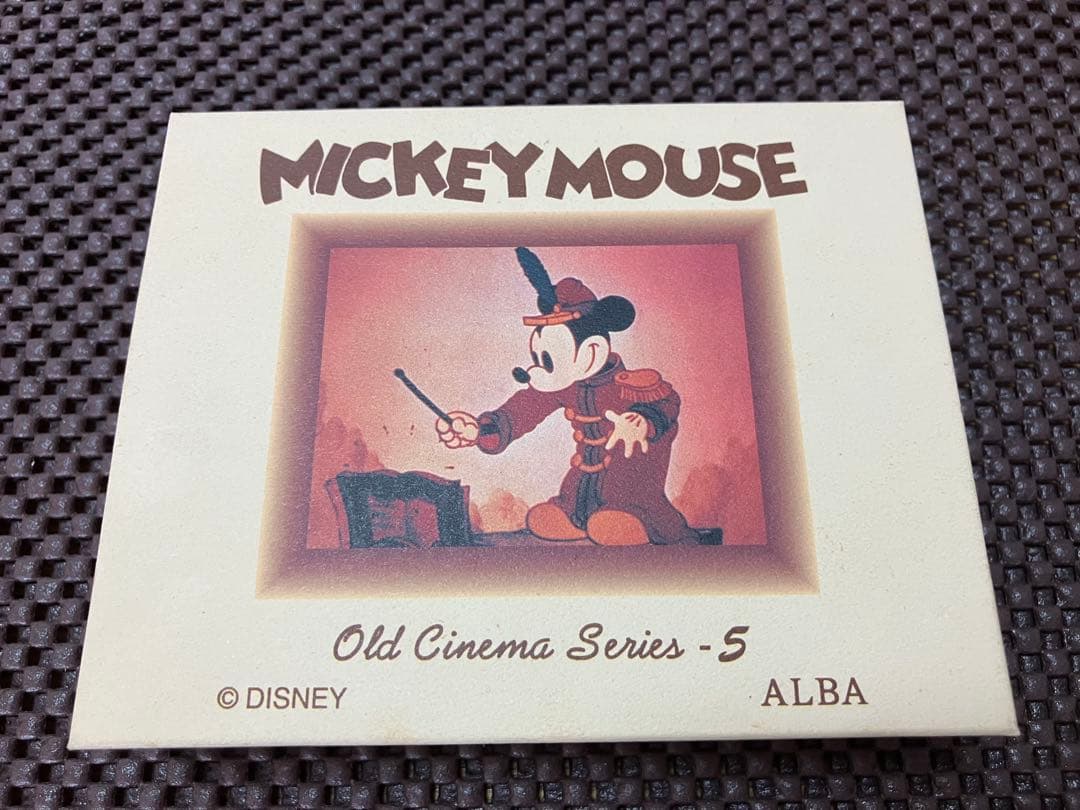 MICKEY MOUSE
Old Cinema Series - 5
© DISNEY
ALBA